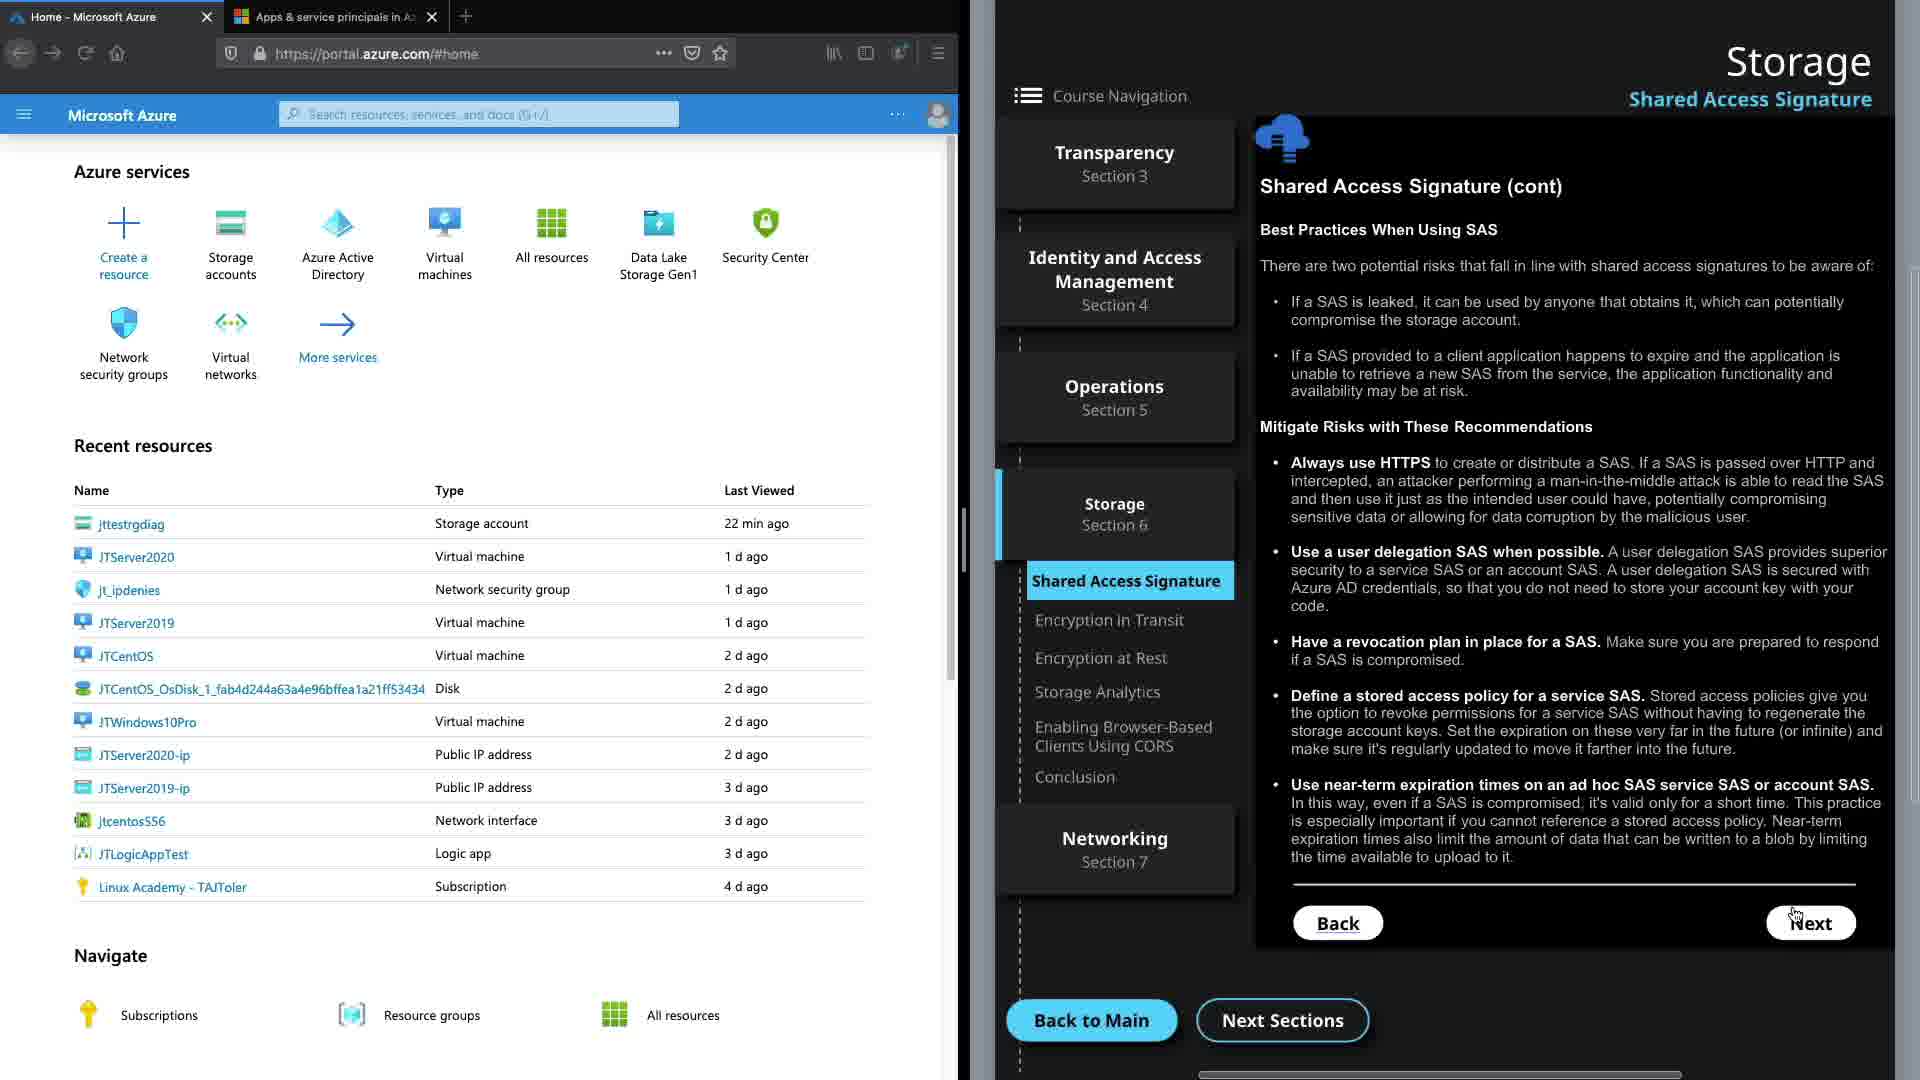 Home - Microsoft Azure
Apps & service principals in Az
https://portal.azure.com/#home
Microsoft Azure
Search resources, services, and docs (G+/)
Azure services
Create a resource
Storage accounts
Azure Active Directory
Virtual machines
All resources
Data Lake Storage Gen1
Security Center
Network security groups
Virtual networks
More services
Recent resources
Name Type Last Viewed
jttestrgdiag Storage account 22 min ago
JTServer2020 Virtual machine 1 d ago
jt_ipdenies Network security group 1 d ago
JTServer2019 Virtual machine 1 d ago
JTCentOS Virtual machine 2 d ago
JTCentOS_OsDisk_1_fab4d244a63a4e96bffea1a21ff53434 Disk 2 d ago
JTWindows10Pro Virtual machine 2 d ago
JTServer2020-ip Public IP address 2 d ago
JTServer2019-ip Public IP address 3 d ago
jtcentos556 Network interface 3 d ago
JTLogicAppTest Logic app 3 d ago
Linux Academy - TAJToler Subscription 4 d ago
Navigate
Subscriptions
Resource groups
All resources
Storage
Shared Access Signature
Course Navigation
Transparency
Section 3
Identity and Access
Management
Section 4
Operations
Section 5
Storage
Section 6
Shared Access Signature
Encryption in Transit
Encryption at Rest
Storage Analytics
Enabling Browser-Based
Clients Using CORS
Conclusion
Networking
Section 7
Shared Access Signature (cont)
Best Practices When Using SAS
There are two potential risks that fall in line with shared access signatures to be aware of:
• If a SAS is leaked, it can be used by anyone that obtains it, which can potentially
compromise the storage account.
• If a SAS provided to a client application happens to expire and the application is
unable to retrieve a new SAS from the service, the application functionality and
availability may be at risk.
Mitigate Risks with These Recommendations
• Always use HTTPS to create or distribute a SAS. If a SAS is passed over HTTP and
intercepted, an attacker performing a man-in-the-middle attack is able to read the SAS
and then use it just as the intended user could have, potentially compromising
sensitive data or allowing for data corruption by the malicious user.
• Use a user delegation SAS when possible. A user delegation SAS provides superior
security to a service SAS or an account SAS. A user delegation SAS is secured with
Azure AD credentials, so that you do not need to store your account key with your
code.
• Have a revocation plan in place for a SAS. Make sure you are prepared to respond
if a SAS is compromised.
• Define a stored access policy for a service SAS. Stored access policies give you
the option to revoke permissions for a service SAS without having to regenerate the
storage account keys. Set the expiration on these very far in the future (or infinite) and
make sure it's regularly updated to move it farther into the future.
• Use near-term expiration times on an ad hoc SAS service SAS or account SAS.
In this way, even if a SAS is compromised, it's valid only for a short time. This practice
is especially important if you cannot reference a stored access policy. Near-term
expiration times also limit the amount of data that can be written to a blob by limiting
the time available to upload to it.
Back
Next
Back to Main
Next Sections